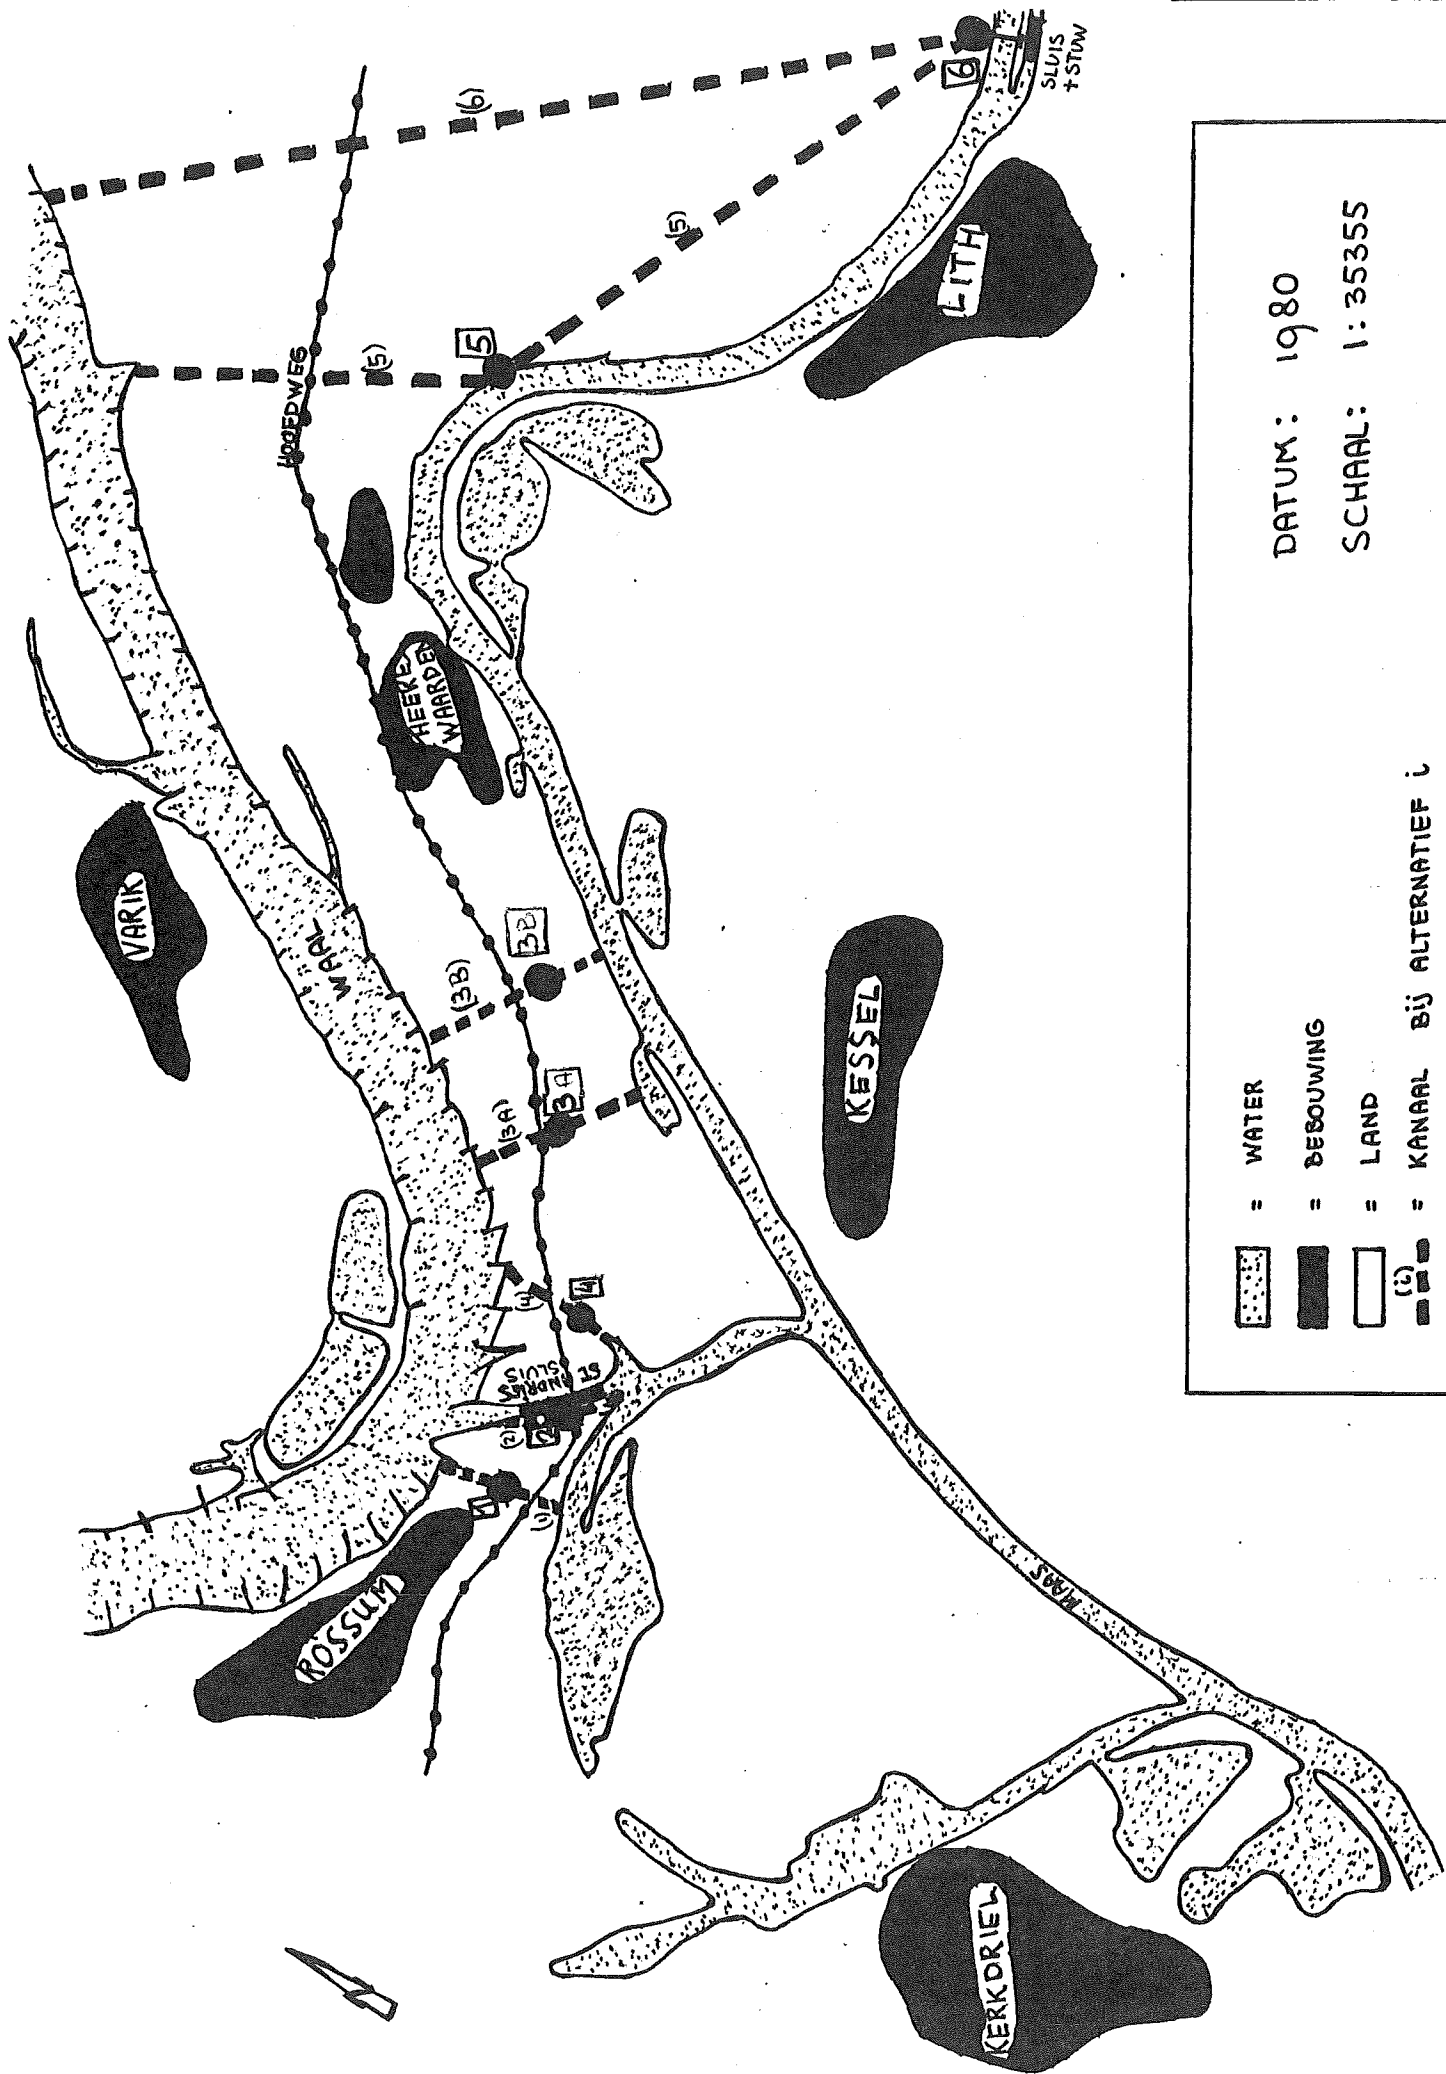 VARIK
WAAL
HOOFDWEG
(6)
(5)
5
(5)
6
SLUIS
+ STUW
HEERE
WAARDEN
LITH
(3B)
3B
(3A)
3A
(4)
4
ST
ANDRIES
SLUIS
(2)
2
1
(1)
ROSSUM
KESSEL
MAAS
KERKDRIEL
= WATER
= BEBOUWING
= LAND
(i)
= KANAAL BIJ ALTERNATIEF i
DATUM: 1980
SCHAAL: 1:35355